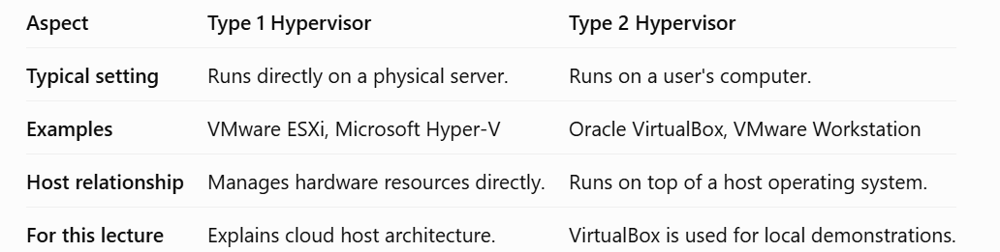 Aspect Type 1 Hypervisor Type 2 Hypervisor
Typical setting Runs directly on a physical server. Runs on a user's computer.
Examples VMware ESXi, Microsoft Hyper-V Oracle VirtualBox, VMware Workstation
Host relationship Manages hardware resources directly. Runs on top of a host operating system.
For this lecture Explains cloud host architecture. VirtualBox is used for local demonstrations.